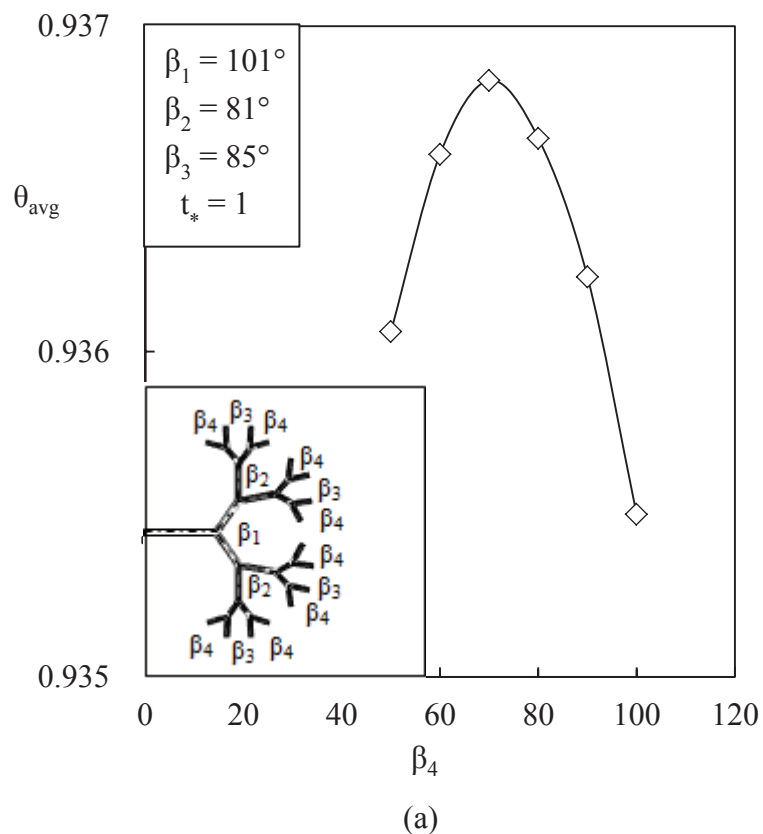 0.937
β1 = 101°
β2 = 81°
β3 = 85°
t* = 1
θavg
0.936
β4 β3 β4
β2 β4
β3
β4
β1
β4
β2 β3
β4
β4 β3 β4
0.935
0 20 40 60 80 100 120
β4
(a)